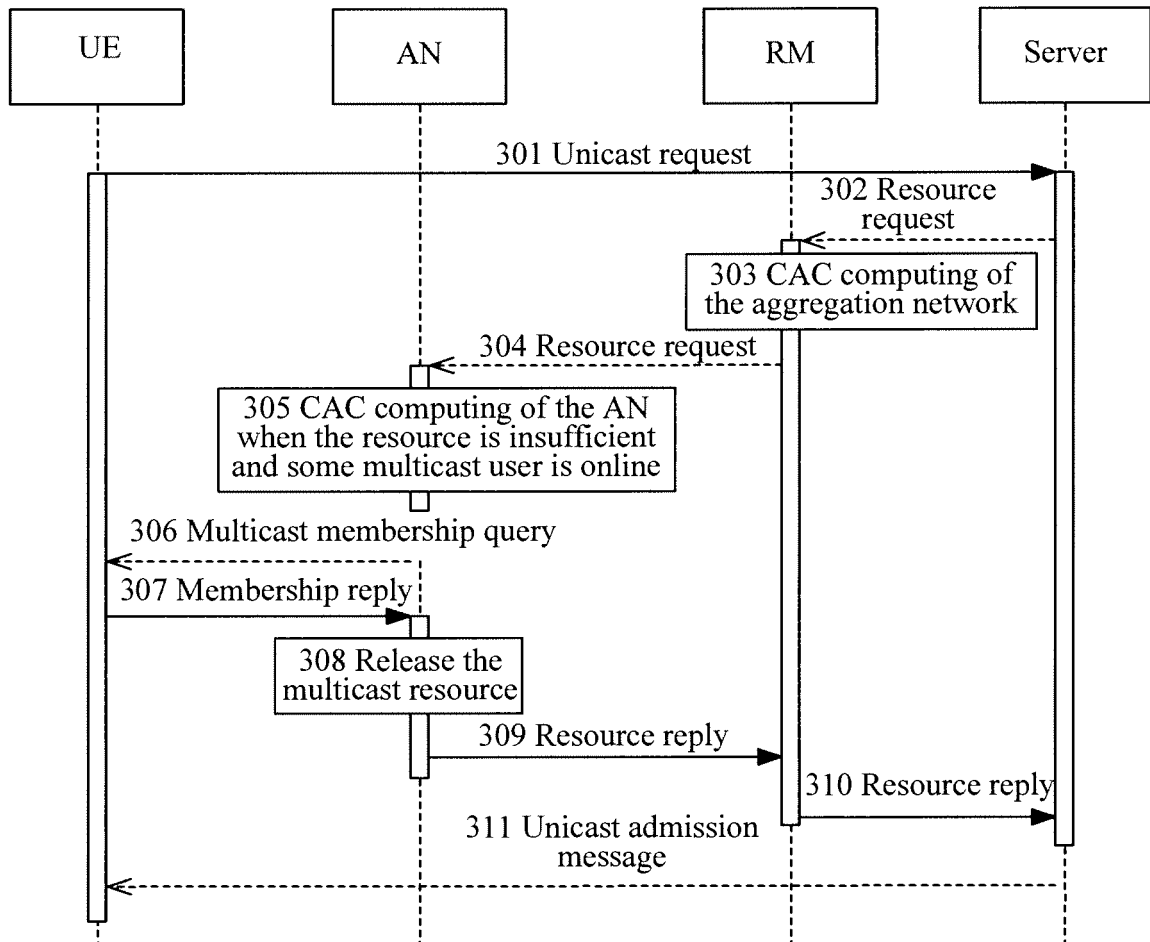 UE
AN
RM
Server
301 Unicast request
302 Resource
request
303 CAC computing of
the aggregation network
304 Resource request
305 CAC computing of the AN
when the resource is insufficient
and some multicast user is online
306 Multicast membership query
307 Membership reply
308 Release the
multicast resource
309 Resource reply
310 Resource reply
311 Unicast admission
message